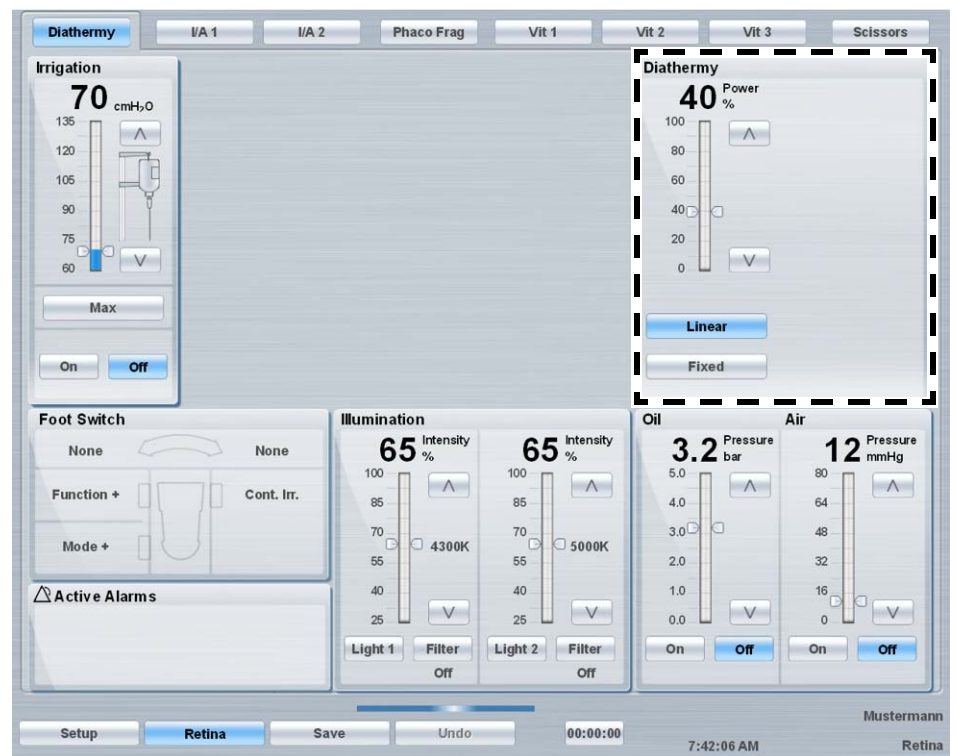 Diathermy I/A 1 I/A 2 Phaco Frag Vit 1 Vit 2 Vit 3 Scissors
Irrigation
70 cmH₂O
135
120
105
90
75
60
Max
On Off
Diathermy
40 Power %
100
80
60
40
20
0
Linear
Fixed
Foot Switch
None None
Function + Cont. Irr.
Mode +
Active Alarms
Illumination
65 Intensity %
100
85
70
4300K
55
40
25
Light 1 Filter
Off
65 Intensity %
100
85
70
5000K
55
40
25
Light 2 Filter
Off
Oil
3.2 Pressure bar
5.0
4.0
3.0
2.0
1.0
0.0
On Off
Air
12 Pressure mmHg
80
64
48
32
16
0
On Off
Setup Retina Save Undo 00:00:00
Mustermann
7:42:06 AM Retina